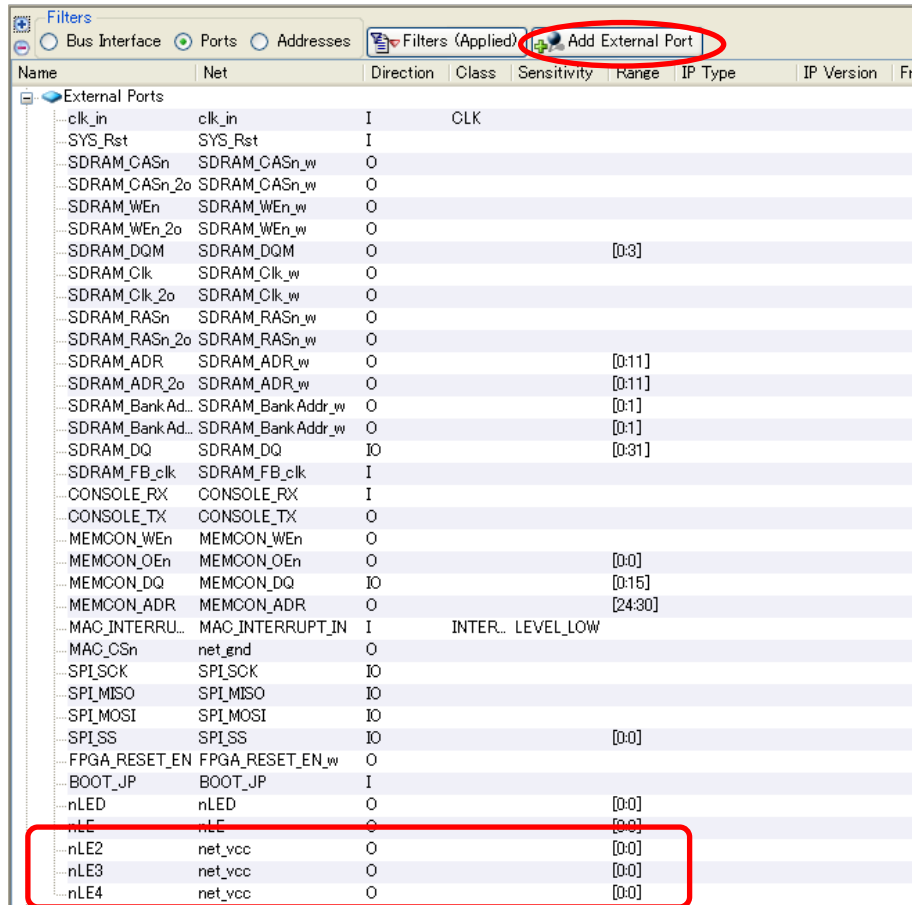 Filters
Bus Interface Ports Addresses Filters (Applied) Add External Port
Name Net Direction Class Sensitivity Range IP Type IP Version Fr
External Ports
clk_in clk_in I CLK
SYS_Rst SYS_Rst I
SDRAM_CASn SDRAM_CASn_w O
SDRAM_CASn_2o SDRAM_CASn_w O
SDRAM_WEn SDRAM_WEn_w O
SDRAM_WEn_2o SDRAM_WEn_w O
SDRAM_DQM SDRAM_DQM O [0:3]
SDRAM_Clk SDRAM_Clk_w O
SDRAM_Clk_2o SDRAM_Clk_w O
SDRAM_RASn SDRAM_RASn_w O
SDRAM_RASn_2o SDRAM_RASn_w O
SDRAM_ADR SDRAM_ADR_w O [0:11]
SDRAM_ADR_2o SDRAM_ADR_w O [0:11]
SDRAM_BankAd... SDRAM_BankAddr_w O [0:1]
SDRAM_BankAd... SDRAM_BankAddr_w O [0:1]
SDRAM_DQ SDRAM_DQ IO [0:31]
SDRAM_FB_clk SDRAM_FB_clk I
CONSOLE_RX CONSOLE_RX I
CONSOLE_TX CONSOLE_TX O
MEMCON_WEn MEMCON_WEn O
MEMCON_OEn MEMCON_OEn O [0:0]
MEMCON_DQ MEMCON_DQ IO [0:15]
MEMCON_ADR MEMCON_ADR O [24:30]
MAC_INTERRU... MAC_INTERRUPT_IN I INTER... LEVEL_LOW
MAC_CSn net_gnd O
SPI_SCK SPI_SCK IO
SPI_MISO SPI_MISO IO
SPI_MOSI SPI_MOSI IO
SPI_SS SPI_SS IO [0:0]
FPGA_RESET_EN FPGA_RESET_EN_w O
BOOT_JP BOOT_JP I
nLED nLED O [0:0]
nLE nLE O [0:0]
nLE2 net_vcc O [0:0]
nLE3 net_vcc O [0:0]
nLE4 net_vcc O [0:0]